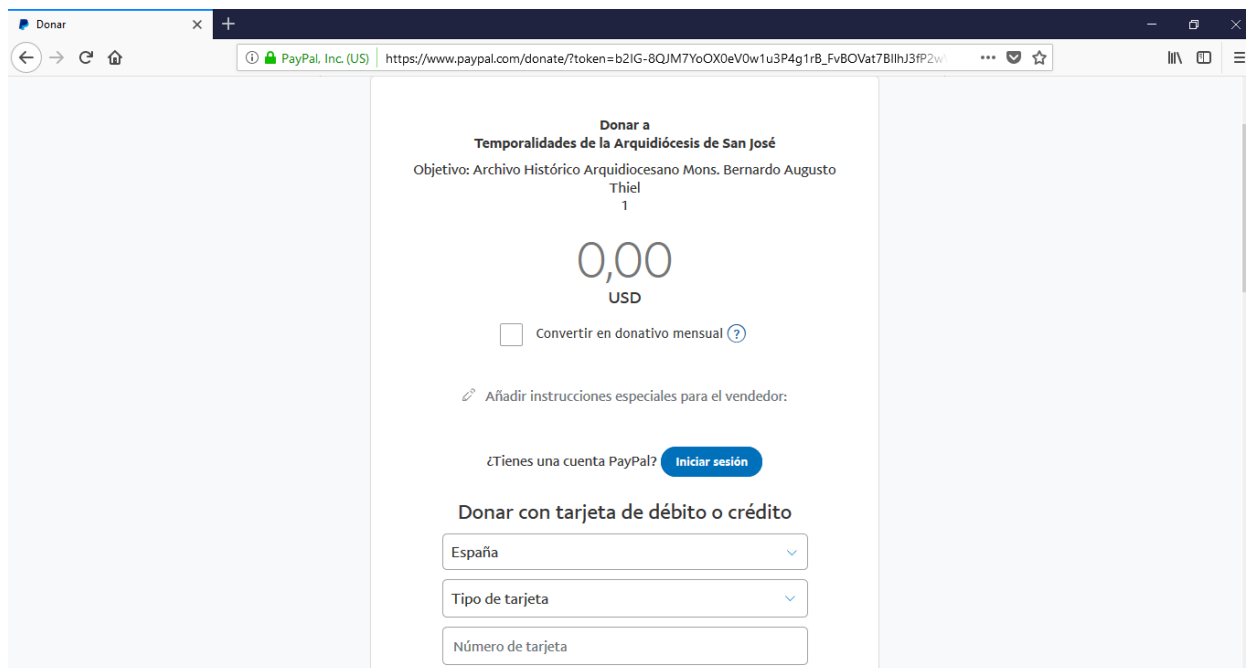 Donar
PayPal, Inc. (US)
https://www.paypal.com/donate/?token=b2IG-8QJM7YoOX0eV0w1u3P4g1rB_FvBOVat7BIlhJ3fP2w
Donar a
Temporalidades de la Arquidiócesis de San José
Objetivo: Archivo Histórico Arquidiocesano Mons. Bernardo Augusto
Thiel
1
0,00
USD
Convertir en donativo mensual ?
Añadir instrucciones especiales para el vendedor:
¿Tienes una cuenta PayPal? Iniciar sesión
Donar con tarjeta de débito o crédito
España
Tipo de tarjeta
Número de tarjeta